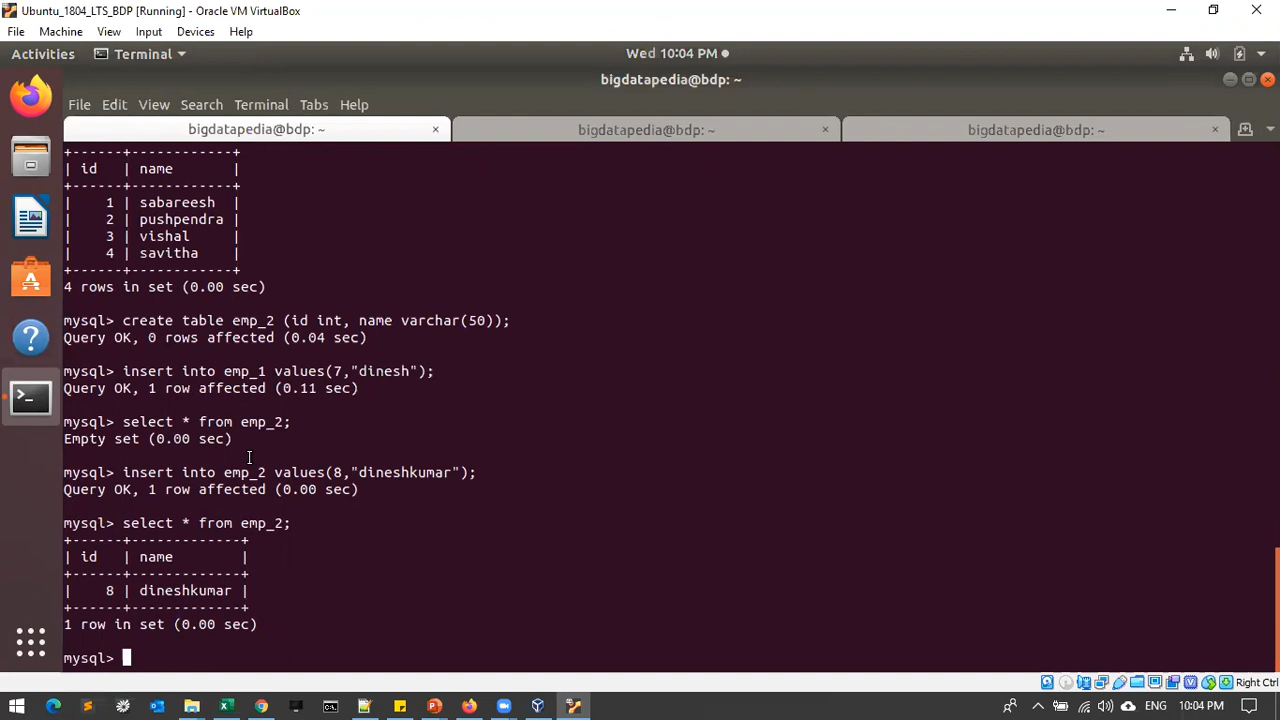 Ubuntu_1804_LTS_BDP [Running] - Oracle VM VirtualBox
File Machine View Input Devices Help
Activities Terminal Wed 10:04 PM
bigdatapedia@bdp: ~
File Edit View Search Terminal Tabs Help
bigdatapedia@bdp: ~ × bigdatapedia@bdp: ~ × bigdatapedia@bdp: ~ ×
+------+------------+
| id   | name       |
+------+------------+
|    1 | sabareesh  |
|    2 | pushpendra |
|    3 | vishal     |
|    4 | savitha    |
+------+------------+
4 rows in set (0.00 sec)
mysql> create table emp_2 (id int, name varchar(50));
Query OK, 0 rows affected (0.04 sec)
mysql> insert into emp_1 values(7,"dinesh");
Query OK, 1 row affected (0.11 sec)
mysql> select * from emp_2;
Empty set (0.00 sec)
mysql> insert into emp_2 values(8,"dineshkumar");
Query OK, 1 row affected (0.00 sec)
mysql> select * from emp_2;
+------+-------------+
| id   | name        |
+------+-------------+
|    8 | dineshkumar |
+------+-------------+
1 row in set (0.00 sec)
mysql>
Right Ctrl
ENG 10:04 PM